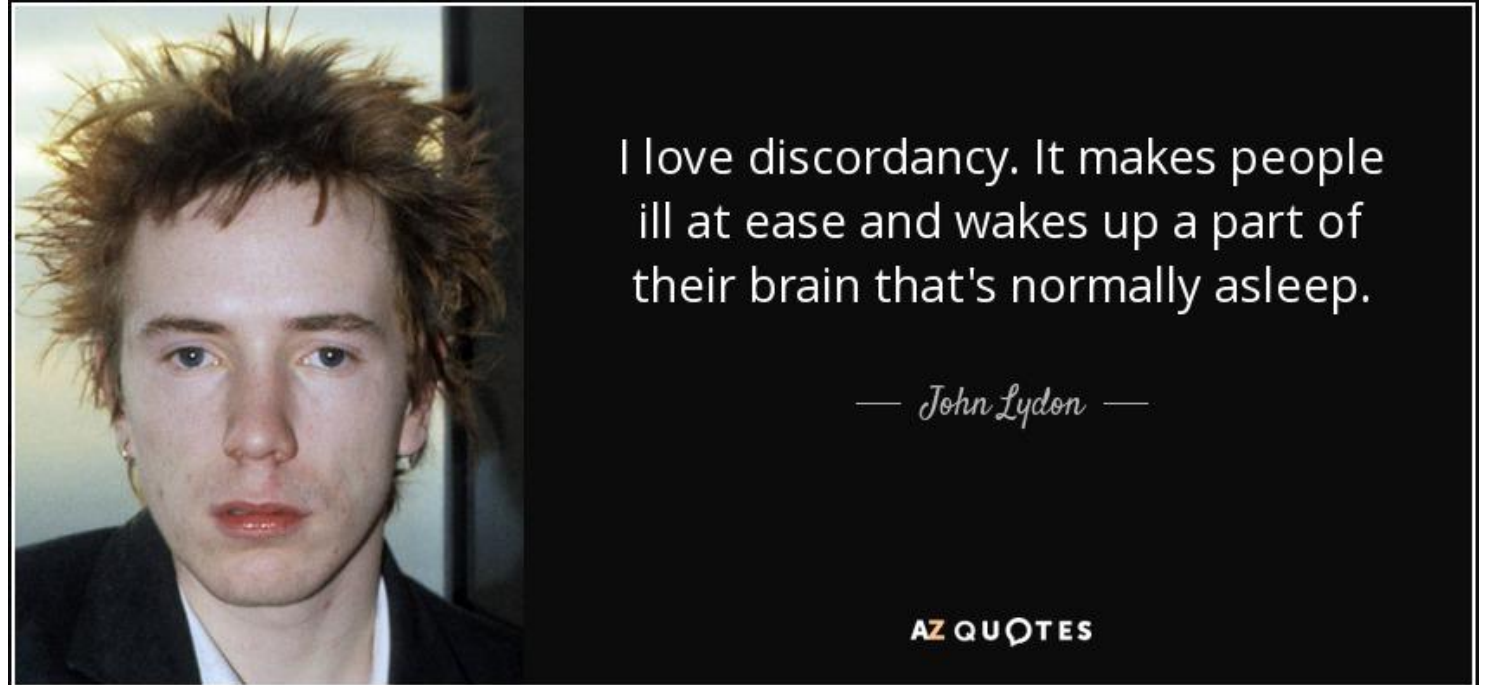 I love discordancy. It makes people
ill at ease and wakes up a part of
their brain that's normally asleep.
John Lydon
AZ QUOTES